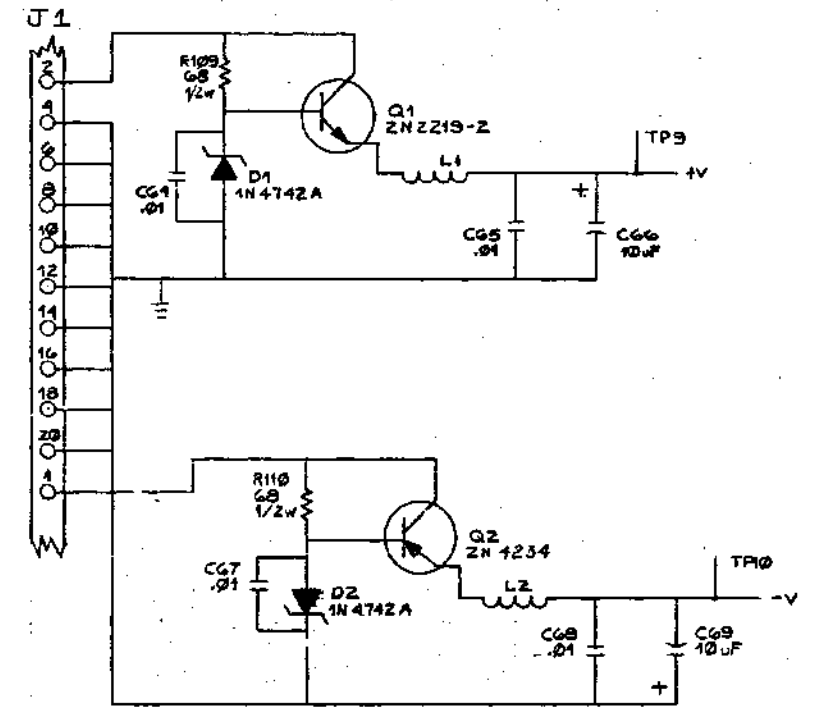 J1
2
4
6
8
10
12
14
16
18
20
1
R109
68
1/2W
Q1
2N2219-2
C64
.01
D1
1N4742A
L1
TP9
+V
C65
.01
+
C66
10uF
R110
68
1/2W
Q2
2N4234
C67
.01
D2
1N4742A
L2
TP10
-V
C68
.01
C69
10uF
+